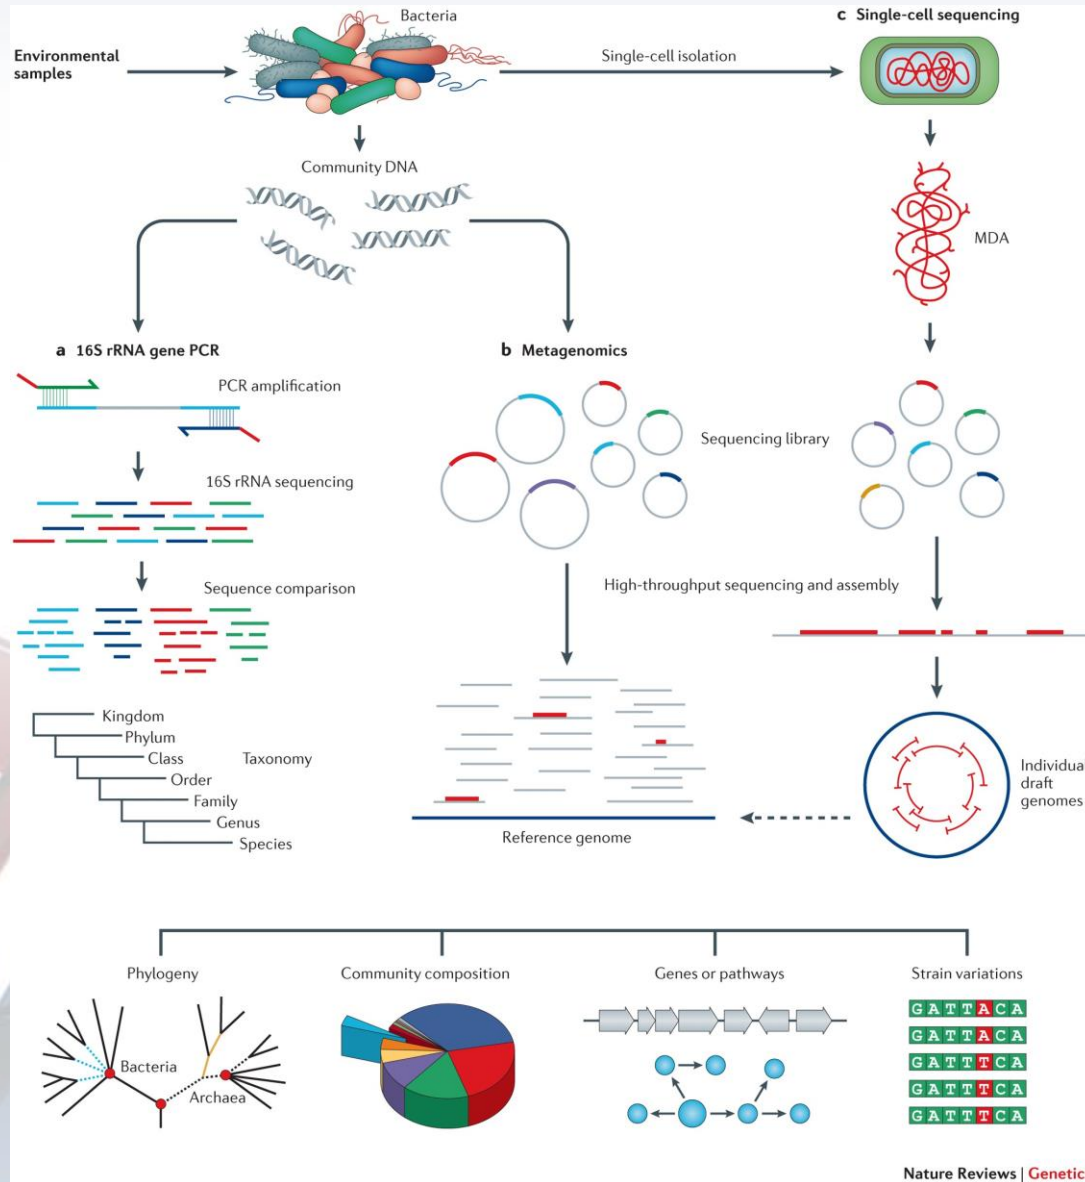 Environmental
samples
Bacteria
Single-cell isolation
c Single-cell sequencing
Community DNA
MDA
a 16S rRNA gene PCR
PCR amplification
16S rRNA sequencing
Sequence comparison
Kingdom
Phylum
Class
Order
Family
Genus
Species
Taxonomy
b Metagenomics
Sequencing library
High-throughput sequencing and assembly
Reference genome
Individual
draft
genomes
Phylogeny
Bacteria
Archaea
Community composition
Genes or pathways
Strain variations
GATTACA
GATTACA
GATTTCA
GATTTCA
GATTTCA
Nature Reviews | Genetic